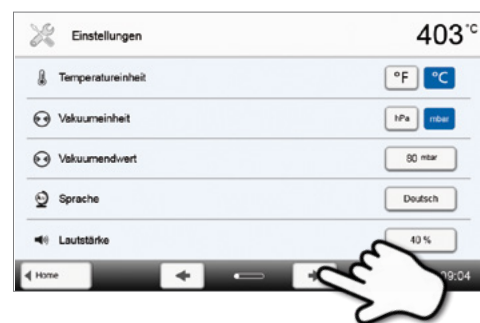 Einstellungen 403 °C
Temperatureinheit °F °C
Vakuumeinheit hPa mbar
Vakuumendwert 80 mbar
Sprache Deutsch
Lautstärke 40 %
Home 09:04